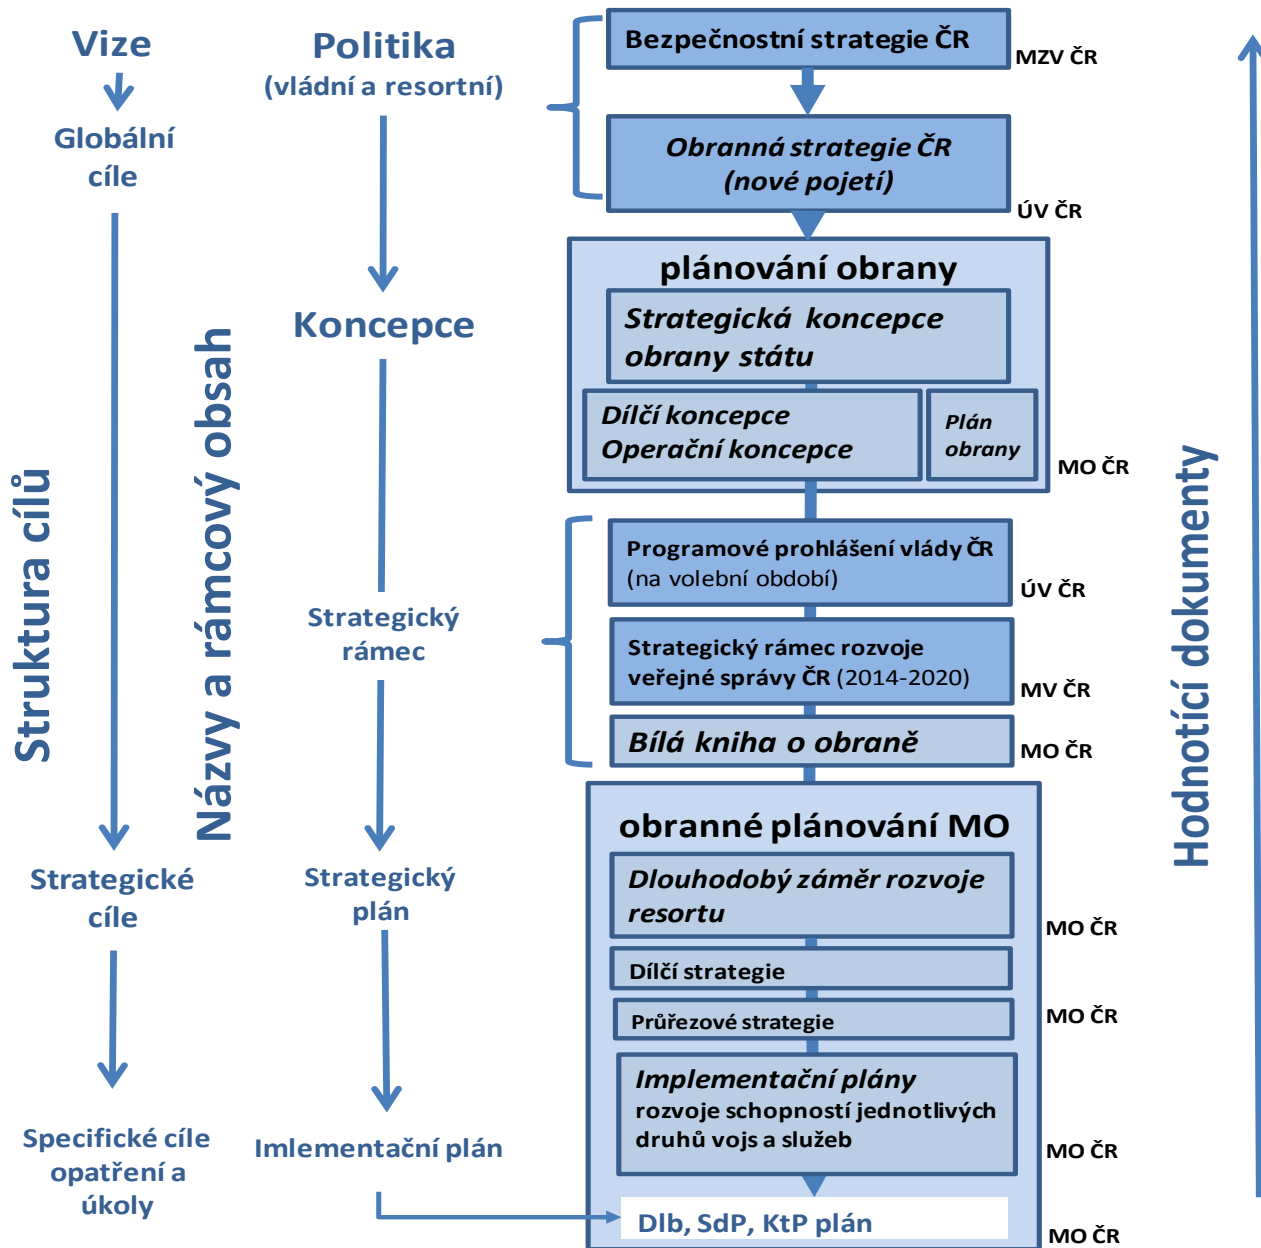 Vize
Globální
cíle
Strategické
cíle
Specifické cíle
opatření a
úkoly
Struktura cílů
Názvy a rámcový obsah
Politika
(vládní a resortní)
Koncepce
Strategický
rámec
Strategický
plán
Imlementační plán
Bezpečnostní strategie ČR
MZV ČR
Obranná strategie ČR
(nové pojetí)
ÚV ČR
plánování obrany
Strategická koncepce
obrany státu
Dílčí koncepce
Operační koncepce
Plán
obrany
MO ČR
Programové prohlášení vlády ČR
(na volební období)
ÚV ČR
Strategický rámec rozvoje
veřejné správy ČR (2014-2020)
MV ČR
Bílá kniha o obraně
MO ČR
obranné plánování MO
Dlouhodobý záměr rozvoje
resortu
MO ČR
Dílčí strategie
Průřezové strategie
MO ČR
Implementační plány
rozvoje schopností jednotlivých
druhů vojs a služeb
MO ČR
Dlb, SdP, KtP plán
MO ČR
Hodnotící dokumenty